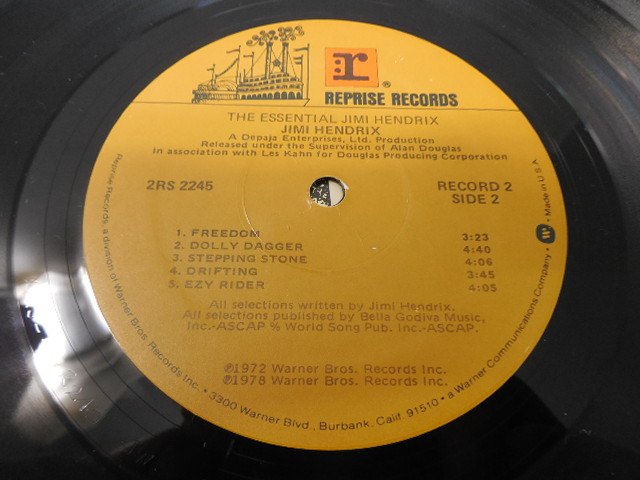 r®
REPRISE RECORDS
THE ESSENTIAL JIMI HENDRIX
JIMI HENDRIX
A Depaja Enterprises, Ltd. Production
Released under the Supervision of Alan Douglas
In association with Les Kahn for Douglas Producing Corporation
2RS 2245
RECORD 2
SIDE 2
1. FREEDOM 3:23
2. DOLLY DAGGER 4:40
3. STEPPING STONE 4:06
4. DRIFTING 3:45
5. EZY RIDER 4:05
All selections written by Jimi Hendrix.
All selections published by Bella Godiva Music,
Inc.-ASCAP % World Song Pub. Inc.-ASCAP.
℗1972 Warner Bros. Records Inc.
℗1978 Warner Bros. Records Inc.
Reprise Records, a division of Warner Bros. Records Inc. • 3300 Warner Blvd., Burbank, Calif. 91510 • a Warner Communications Company • W • Made in U.S.A.